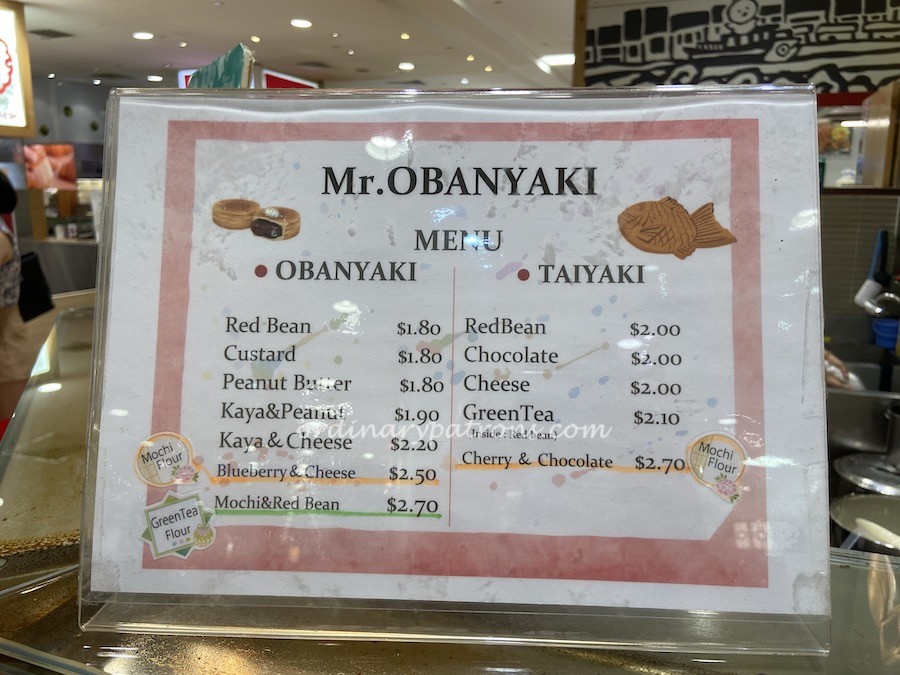 Mr.OBANYAKI
MENU
• OBANYAKI
Red Bean $1.80
Custard $1.80
Peanut Butter $1.80
Kaya&Peanut $1.90
Kaya & Cheese $2.20
Mochi Flour
Blueberry & Cheese $2.50
Mochi&Red Bean $2.70
GreenTea Flour
• TAIYAKI
RedBean $2.00
Chocolate $2.00
Cheese $2.00
GreenTea $2.10
(Inside: Red bean)
Cherry & Chocolate $2.70
Mochi Flour
ordinarypatrons.com